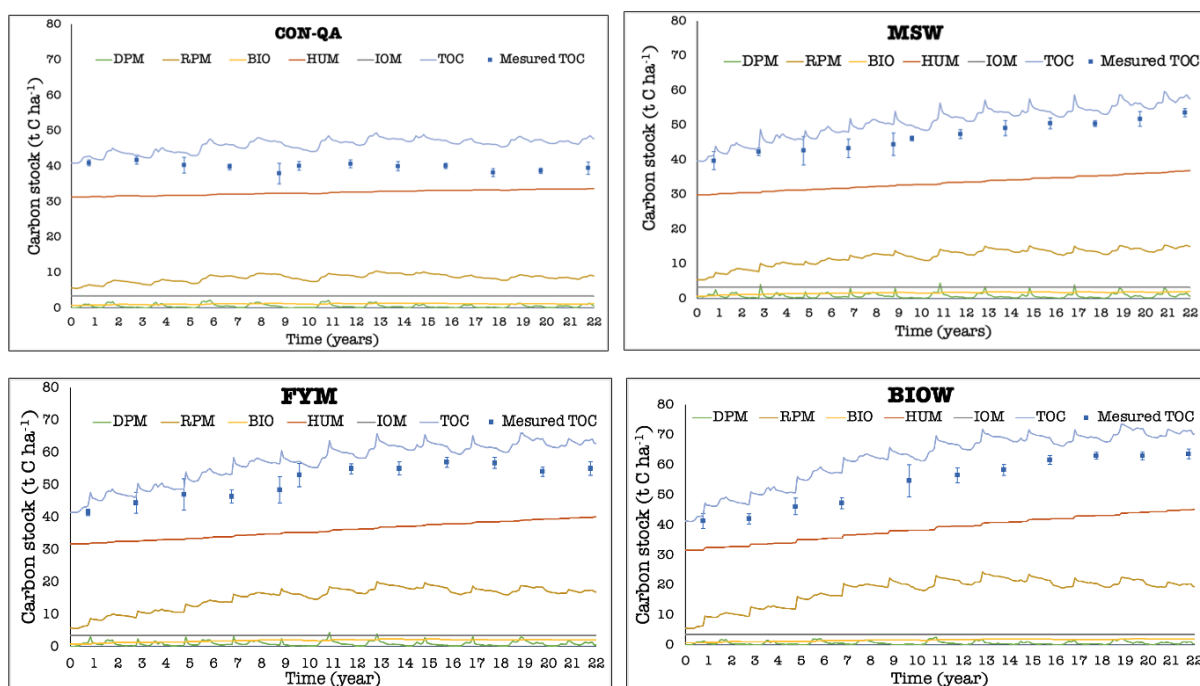 CON-QA
DPM RPM BIO HUM IOM TOC Mesured TOC
Carbon stock (t C ha⁻¹)
80
70
60
50
40
30
20
10
0
0 1 2 3 4 5 6 7 8 9 10 11 12 13 14 15 16 17 18 19 20 21 22
Time (years)
MSW
DPM RPM BIO HUM IOM TOC Mesured TOC
Carbon stock (t C ha⁻¹)
80
70
60
50
40
30
20
10
0
0 1 2 3 4 5 6 7 8 9 10 11 12 13 14 15 16 17 18 19 20 21 22
Time (years)
FYM
DPM RPM BIO HUM IOM TOC Mesured TOC
Carbon stock (t C ha⁻¹)
80
70
60
50
40
30
20
10
0
0 1 2 3 4 5 6 7 8 9 10 11 12 13 14 15 16 17 18 19 20 21 22
Time (year)
BIOW
DPM RPM BIO HUM IOM TOC Mesured TOC
Carbon stock (t C ha⁻¹)
80
70
60
50
40
30
20
10
0
0 1 2 3 4 5 6 7 8 9 10 11 12 13 14 15 16 17 18 19 20 21 22
Time (year)